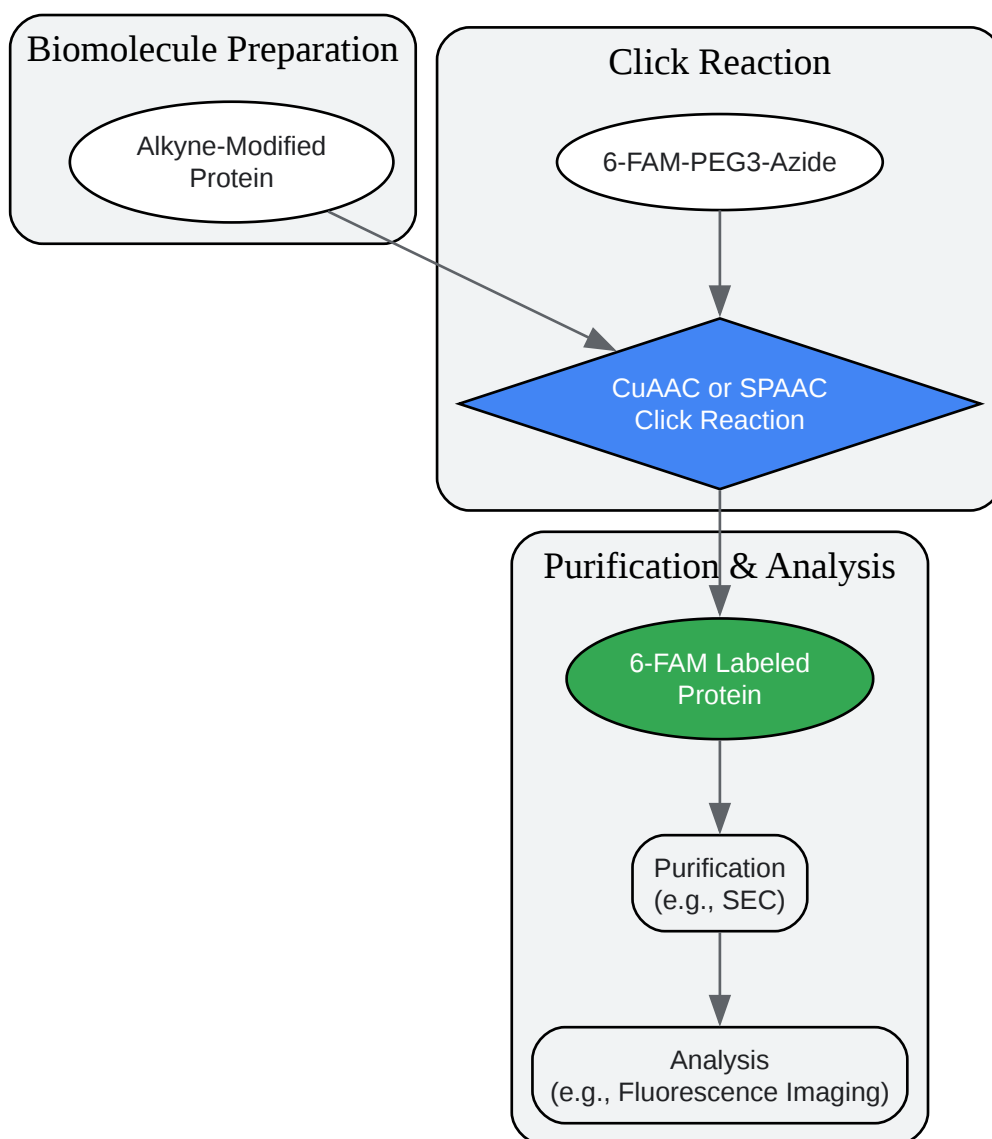 Biomolecule Preparation
Alkyne-Modified
Protein
Click Reaction
6-FAM-PEG3-Azide
CuAAC or SPAAC
Click Reaction
Purification & Analysis
6-FAM Labeled
Protein
Purification
(e.g., SEC)
Analysis
(e.g., Fluorescence Imaging)